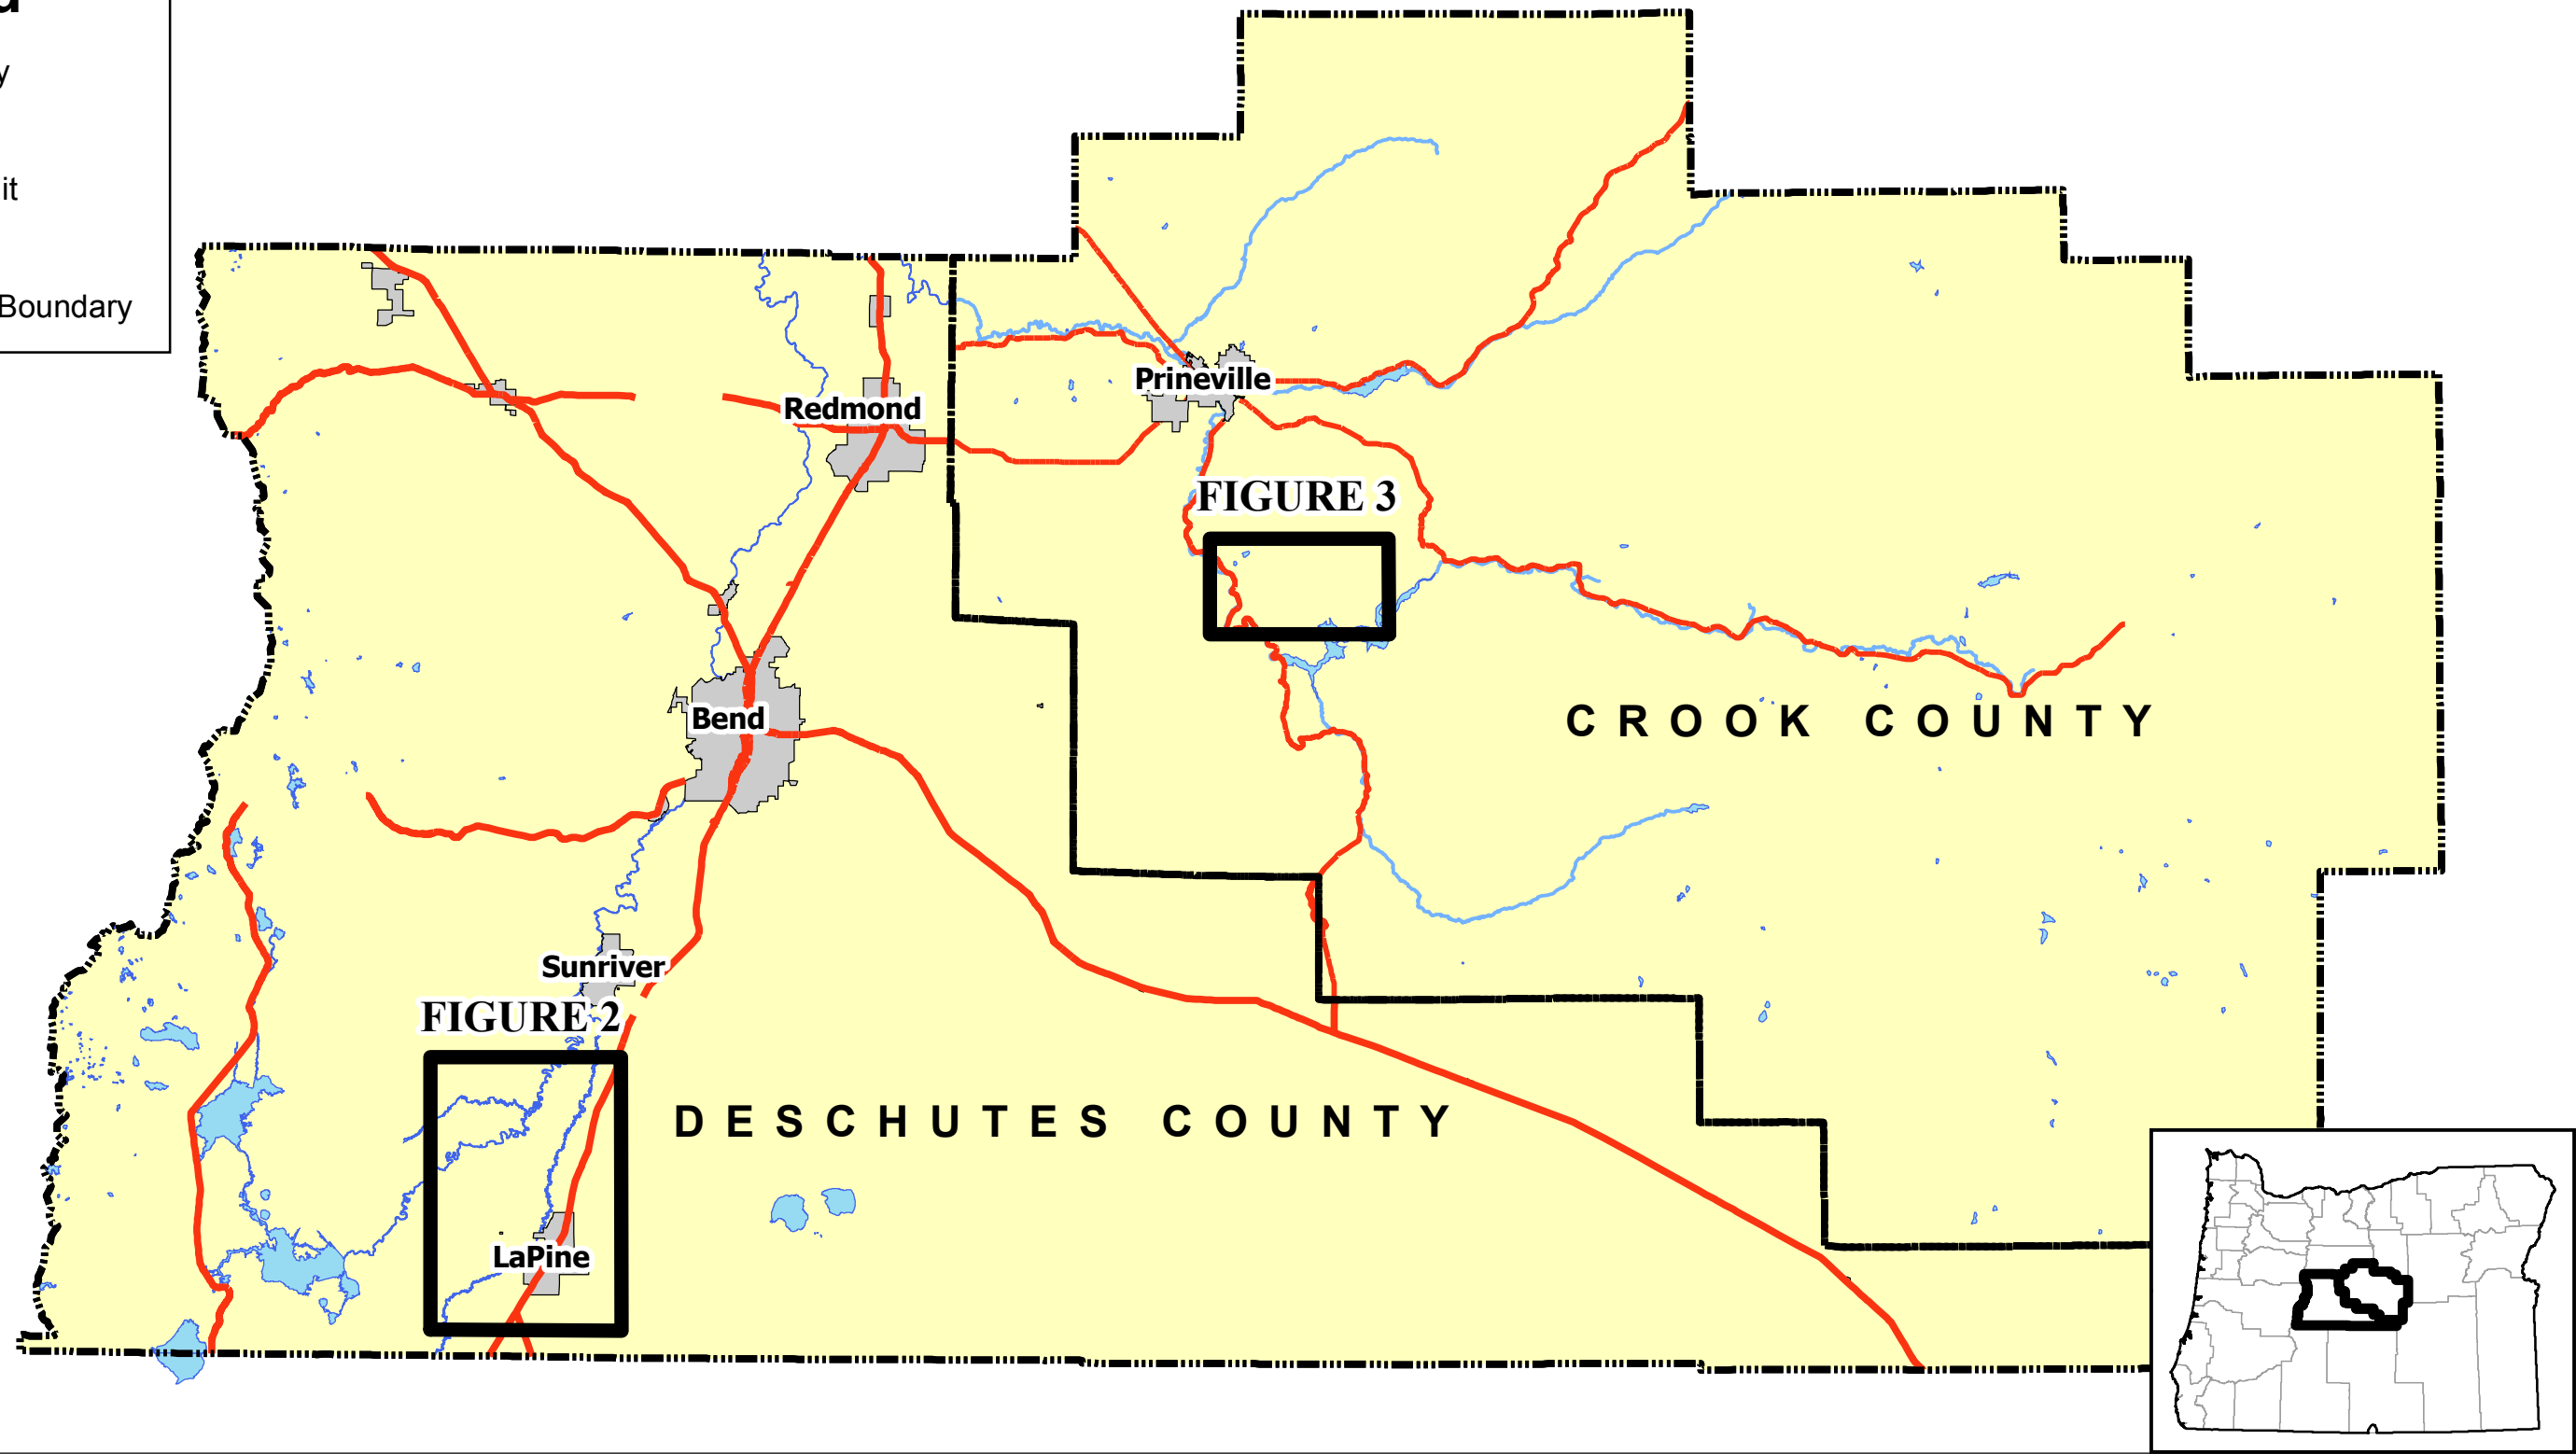 y
it
Boundary
Prineville
Redmond
FIGURE 3
Bend
CROOK COUNTY
Sunriver
FIGURE 2
DESCHUTES COUNTY
LaPine